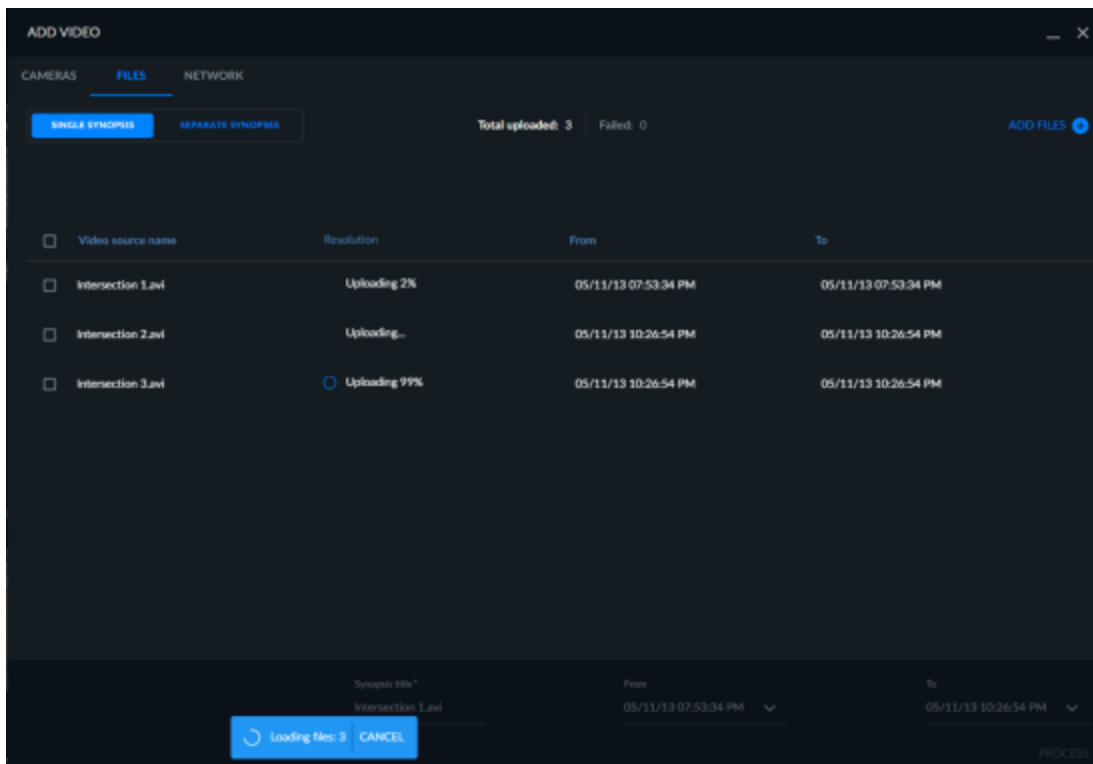 ADD VIDEO
CAMERAS FILES NETWORK
SINGLE SYNOPSIS SEPARATE SYNOPSIS Total uploaded: 3 Failed: 0 ADD FILES
Video source name Resolution From To
Intersection 1.avi Uploading 2% 05/11/13 07:53:34 PM 05/11/13 07:53:34 PM
Intersection 2.avi Uploading... 05/11/13 10:26:54 PM 05/11/13 10:26:54 PM
Intersection 3.avi Uploading 99% 05/11/13 10:26:54 PM 05/11/13 10:26:54 PM
Synopsis title* From To
Intersection 1.avi 05/11/13 07:53:34 PM 05/11/13 10:26:54 PM
Loading files: 3 CANCEL
PROCESS